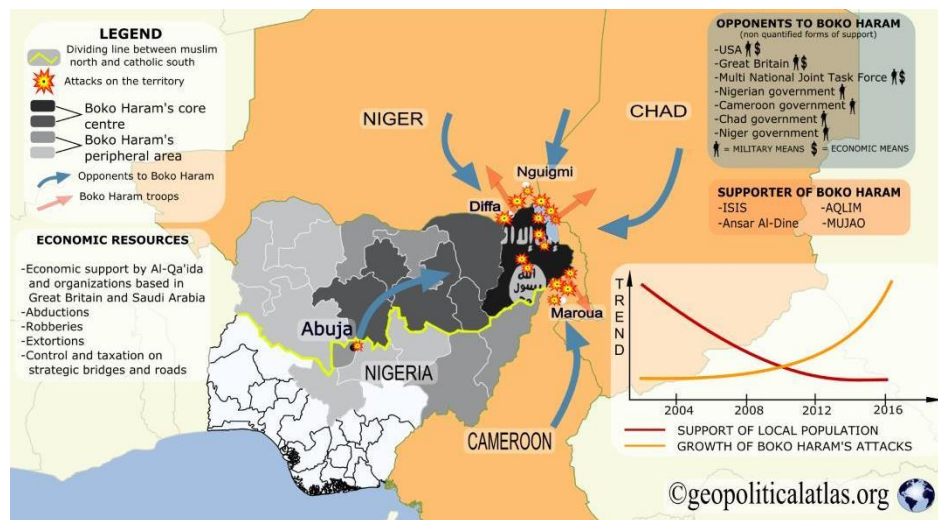 LEGEND
Dividing line between muslim
north and catholic south
Attacks on the territory
Boko Haram's core
centre
Boko Haram's
peripheral area
Opponents to Boko Haram
Boko Haram troops
ECONOMIC RESOURCES
-Economic support by Al-Qa'ida
and organizations based in
Great Britain and Saudi Arabia
-Abductions
-Robberies
-Extortions
-Control and taxation on
strategic bridges and roads
NIGER
CHAD
Nguigmi
Diffa
لا إله إلا
الله
رسول
Maroua
Abuja
NIGERIA
CAMEROON
OPPONENTS TO BOKO HARAM
(non quantified forms of support)
-USA $
-Great Britain $
-Multi National Joint Task Force $
-Nigerian government
-Cameroon government
-Chad government
-Niger government
= MILITARY MEANS $ = ECONOMIC MEANS
SUPPORTER OF BOKO HARAM
-ISIS -AQLIM
-Ansar Al-Dine -MUJAO
TREND
2004 2008 2012 2016
SUPPORT OF LOCAL POPULATION
GROWTH OF BOKO HARAM'S ATTACKS
©geopoliticalatlas.org